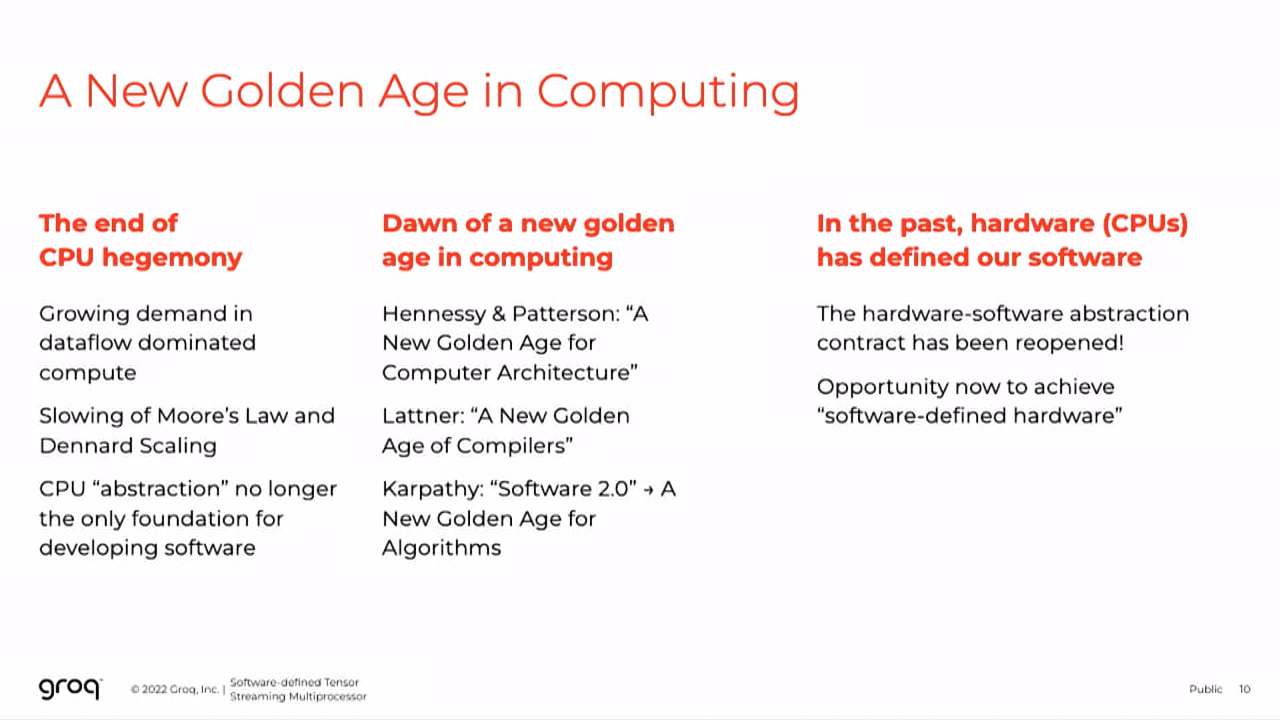 A New Golden Age in Computing
The end of
CPU hegemony
Growing demand in
dataflow dominated
compute
Slowing of Moore's Law and
Dennard Scaling
CPU “abstraction” no longer
the only foundation for
developing software
Dawn of a new golden
age in computing
Hennessy & Patterson: “A
New Golden Age for
Computer Architecture”
Lattner: “A New Golden
Age of Compilers”
Karpathy: “Software 2.0” → A
New Golden Age for
Algorithms
In the past, hardware (CPUs)
has defined our software
The hardware-software abstraction
contract has been reopened!
Opportunity now to achieve
“software-defined hardware”
groq
© 2022 Groq, Inc. |
Software-defined Tensor
Streaming Multiprocessor
Public 10